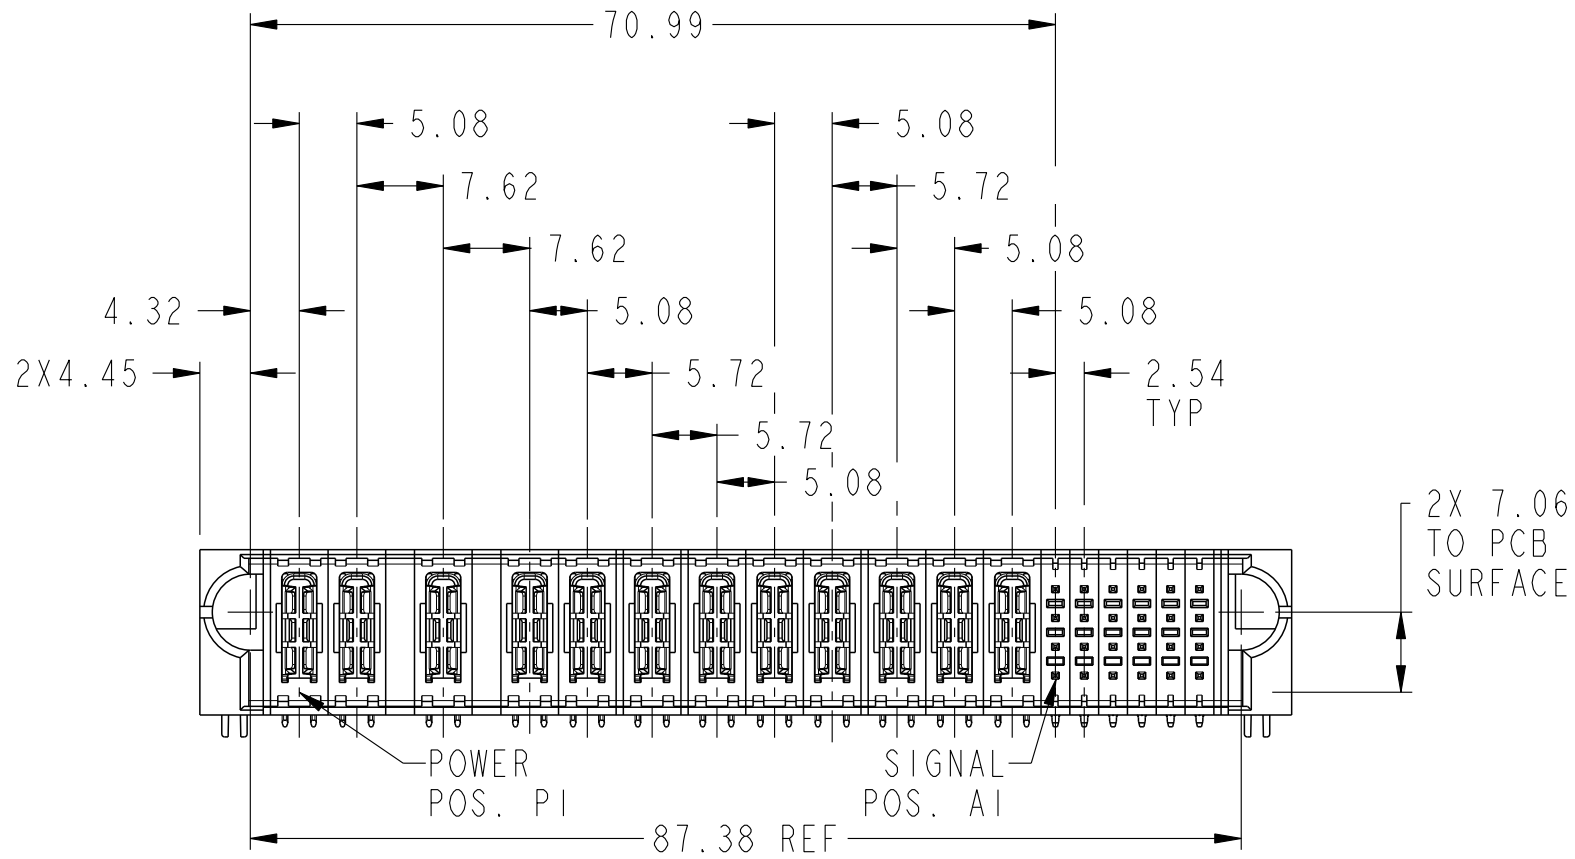 70.99
5.08
5.08
7.62
5.72
7.62
5.08
4.32
5.08
5.08
2X4.45
5.72
2.54
TYP
5.72
5.08
2X 7.06
TO PCB
SURFACE
POWER
POS. P1
SIGNAL
POS. A1
87.38 REF